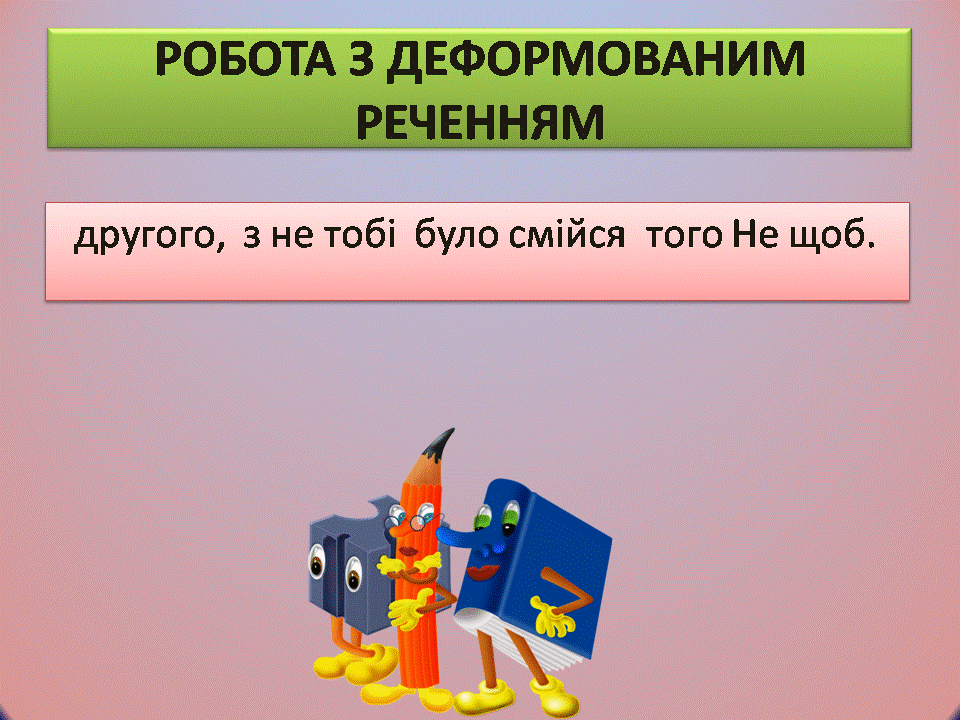 РОБОТА З ДЕФОРМОВАНИМ
РЕЧЕННЯМ
другого, з не тобі було смійся того Не щоб.